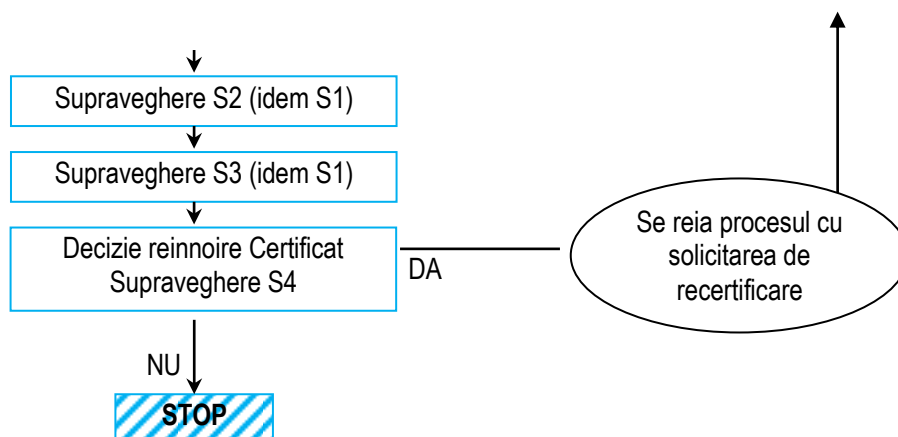 Supraveghere S2 (idem S1)
Supraveghere S3 (idem S1)
Decizie reinnoire Certificat
Supraveghere S4
DA
Se reia procesul cu
solicitarea de
recertificare
NU
STOP